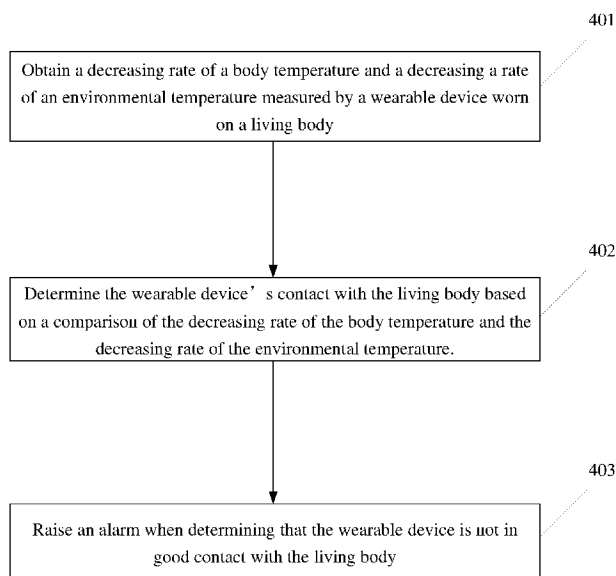 401
Obtain a decreasing rate of a body temperature and a decreasing a rate
of an environmental temperature measured by a wearable device worn
on a living body
402
Determine the wearable device's contact with the living body based
on a comparison of the decreasing rate of the body temperature and the
decreasing rate of the environmental temperature.
403
Raise an alarm when determining that the wearable device is not in
good contact with the living body